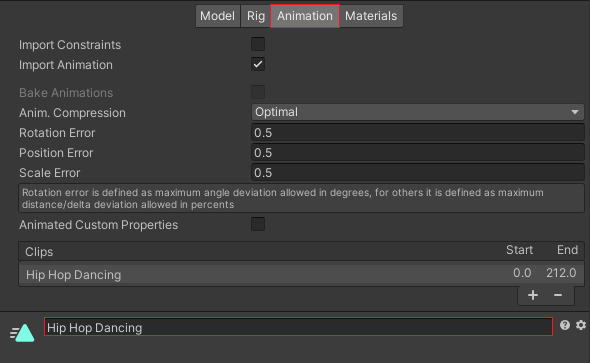 Model Rig Animation Materials
Import Constraints
Import Animation
Bake Animations
Anim. Compression Optimal
Rotation Error 0.5
Position Error 0.5
Scale Error 0.5
Rotation error is defined as maximum angle deviation allowed in degrees, for others it is defined as maximum
distance/delta deviation allowed in percents
Animated Custom Properties
Clips Start End
Hip Hop Dancing 0.0 212.0
+ −
Hip Hop Dancing